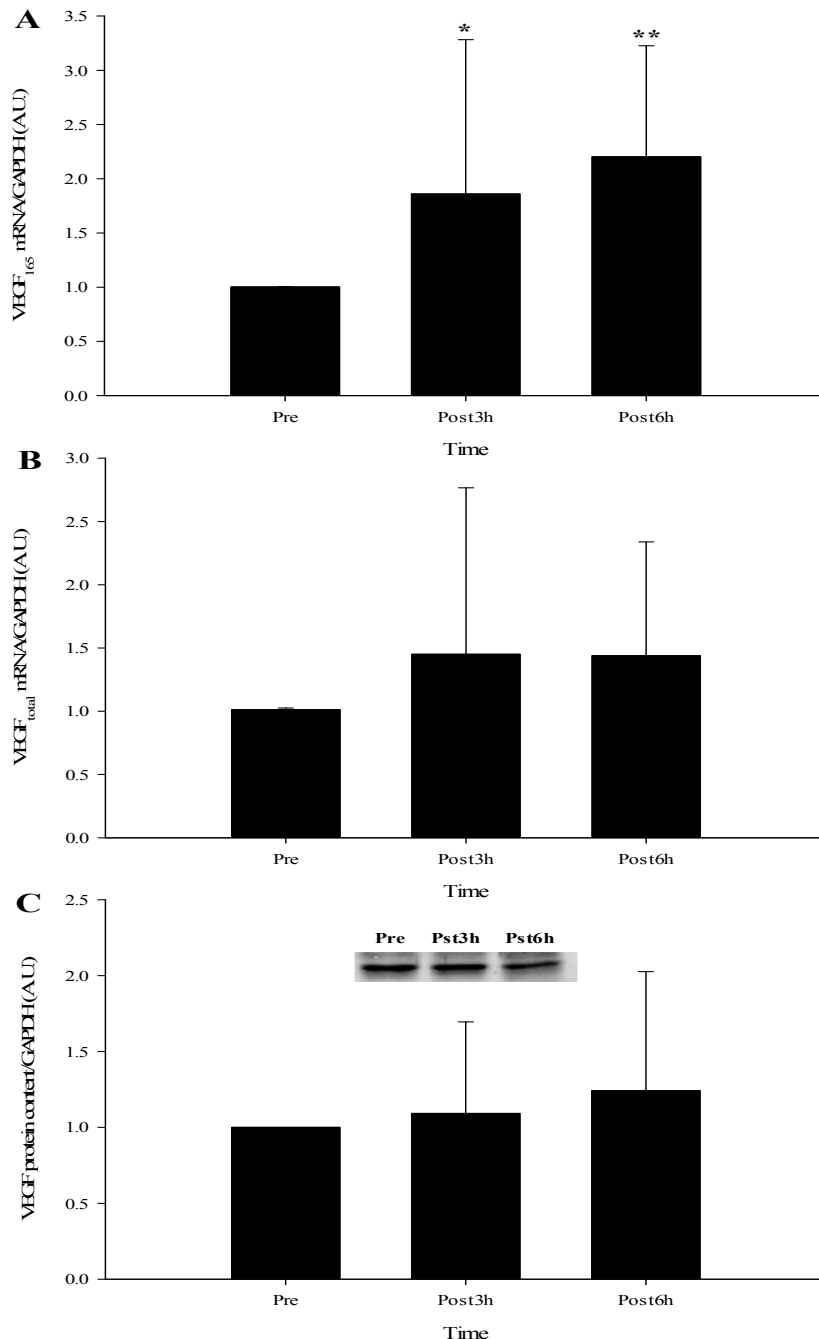 A
VEGF165 mRNA/GAPDH (AU)
3.5
3.0
2.5
2.0
1.5
1.0
0.5
0.0
*
**
Pre Post3h Post6h
Time
B
VEGFtotal mRNA/GAPDH (AU)
3.0
2.5
2.0
1.5
1.0
0.5
0.0
Pre Post3h Post6h
Time
C
VEGF protein content/GAPDH (AU)
2.5
2.0
1.5
1.0
0.5
0.0
Pre Pst3h Pst6h
Pre Post3h Post6h
Time